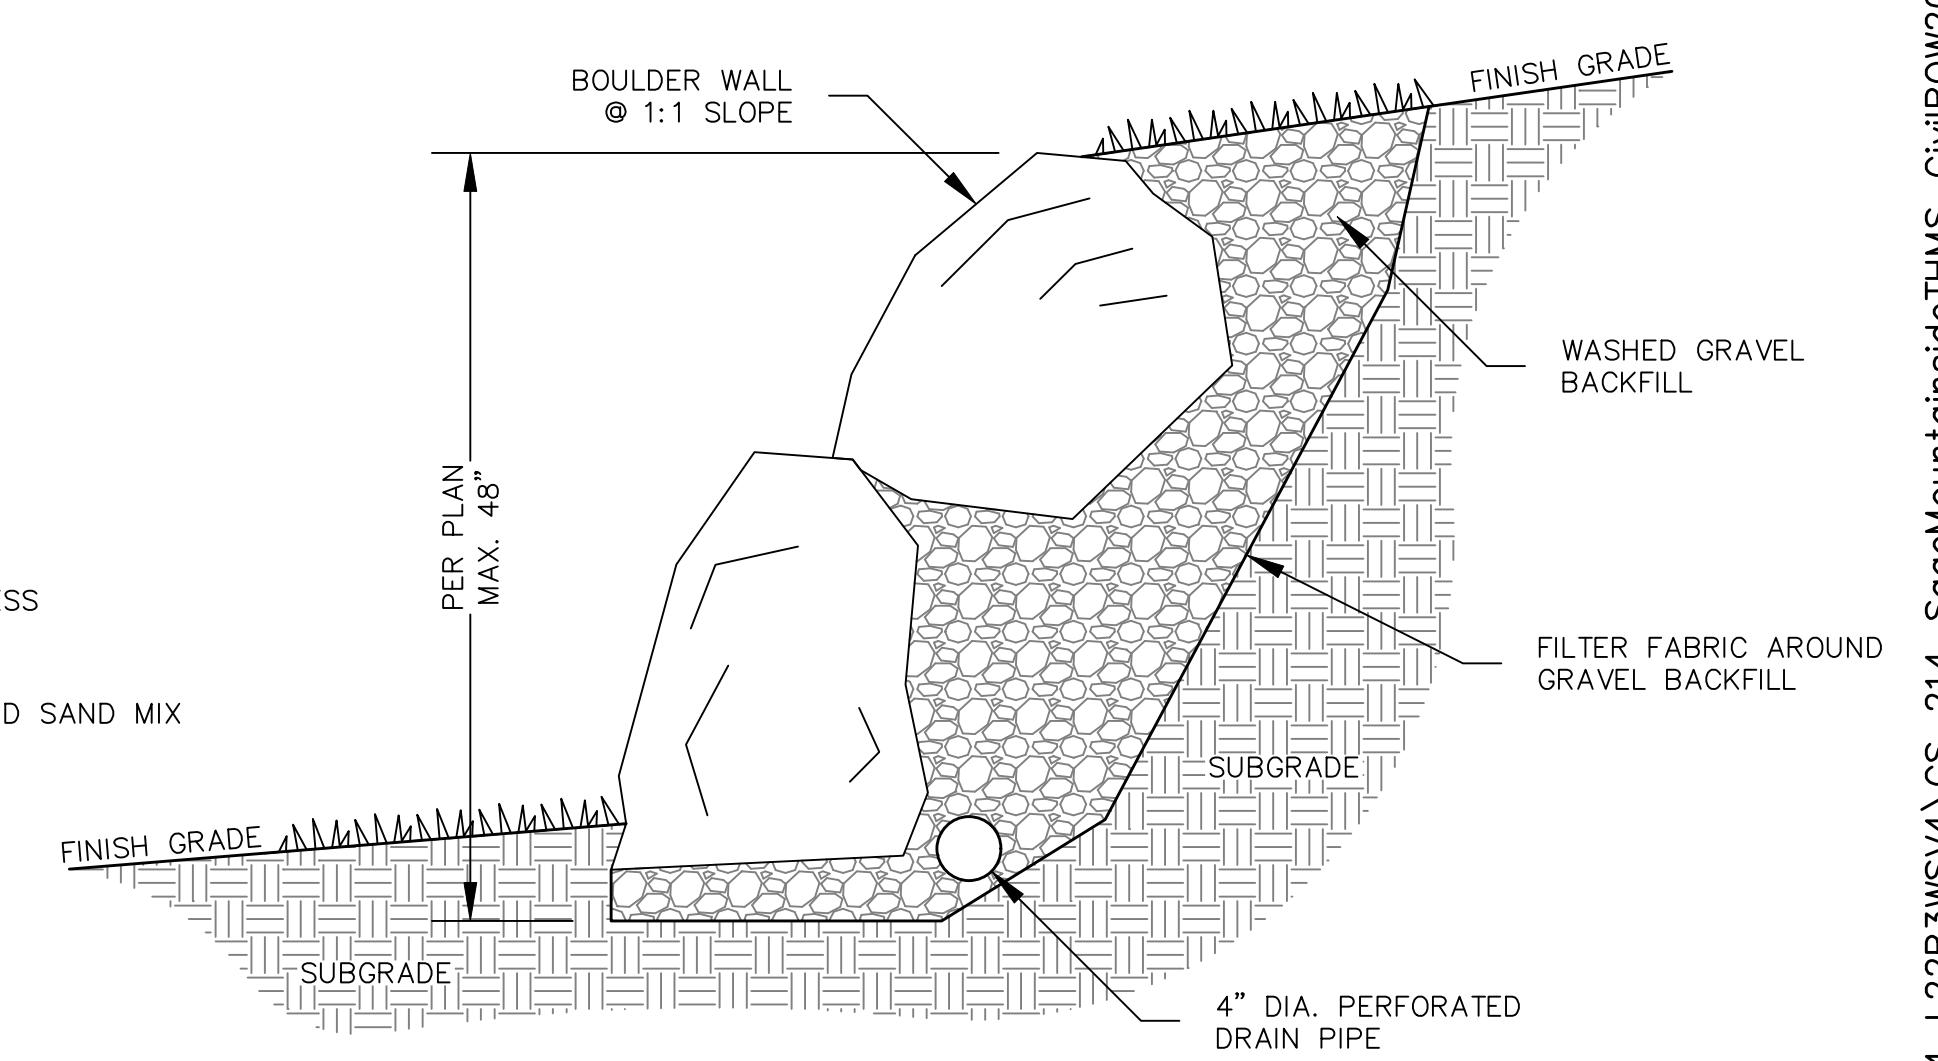 BOULDER WALL
@ 1:1 SLOPE
FINISH GRADE
WASHED GRAVEL
BACKFILL
PER PLAN
MAX. 48"
FILTER FABRIC AROUND
GRAVEL BACKFILL
SAND MIX
SUBGRADE
FINISH GRADE
SUBGRADE
4" DIA. PERFORATED
DRAIN PIPE